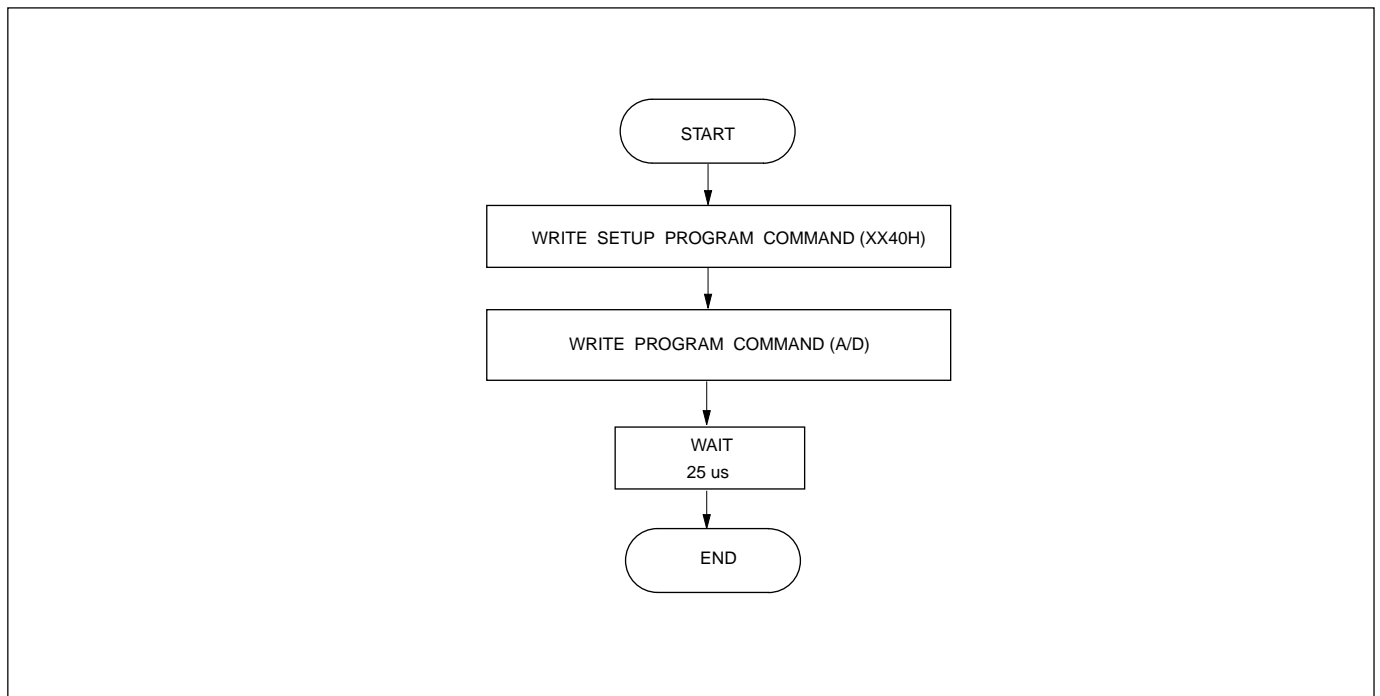 START
WRITE SETUP PROGRAM COMMAND (XX40H)
WRITE PROGRAM COMMAND (A/D)
WAIT
25 us
END